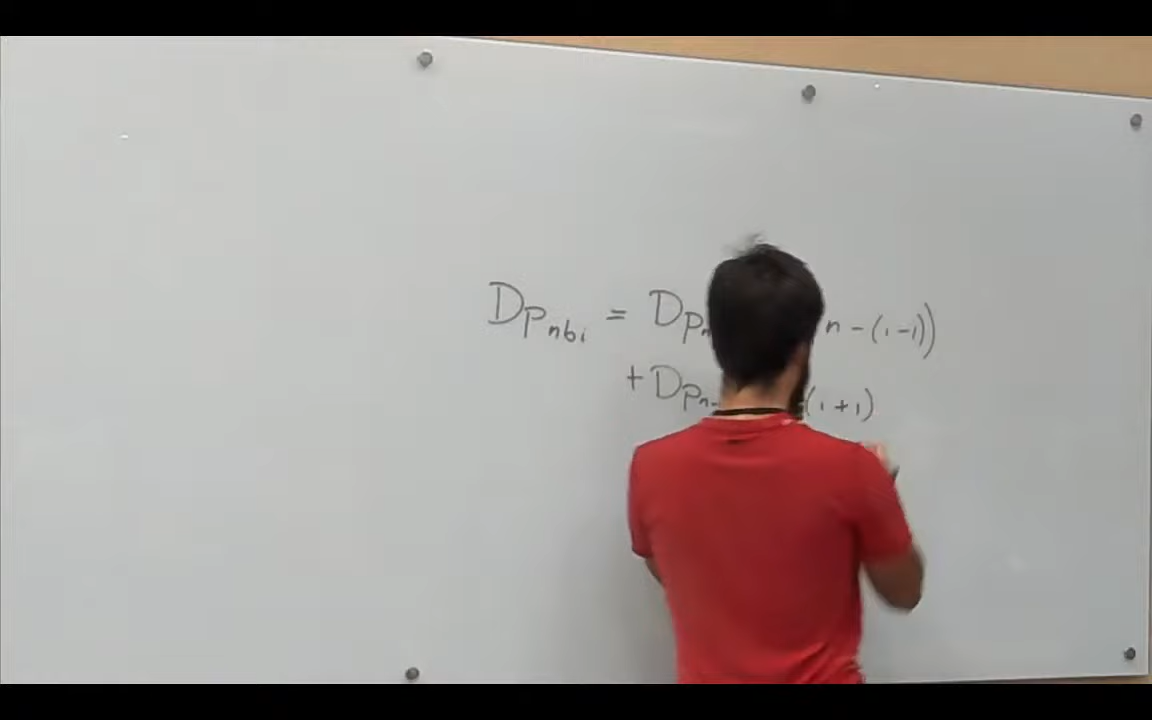 Dp_nbi = Dp_n n - (i-1))
+ Dp_n- (i+1)